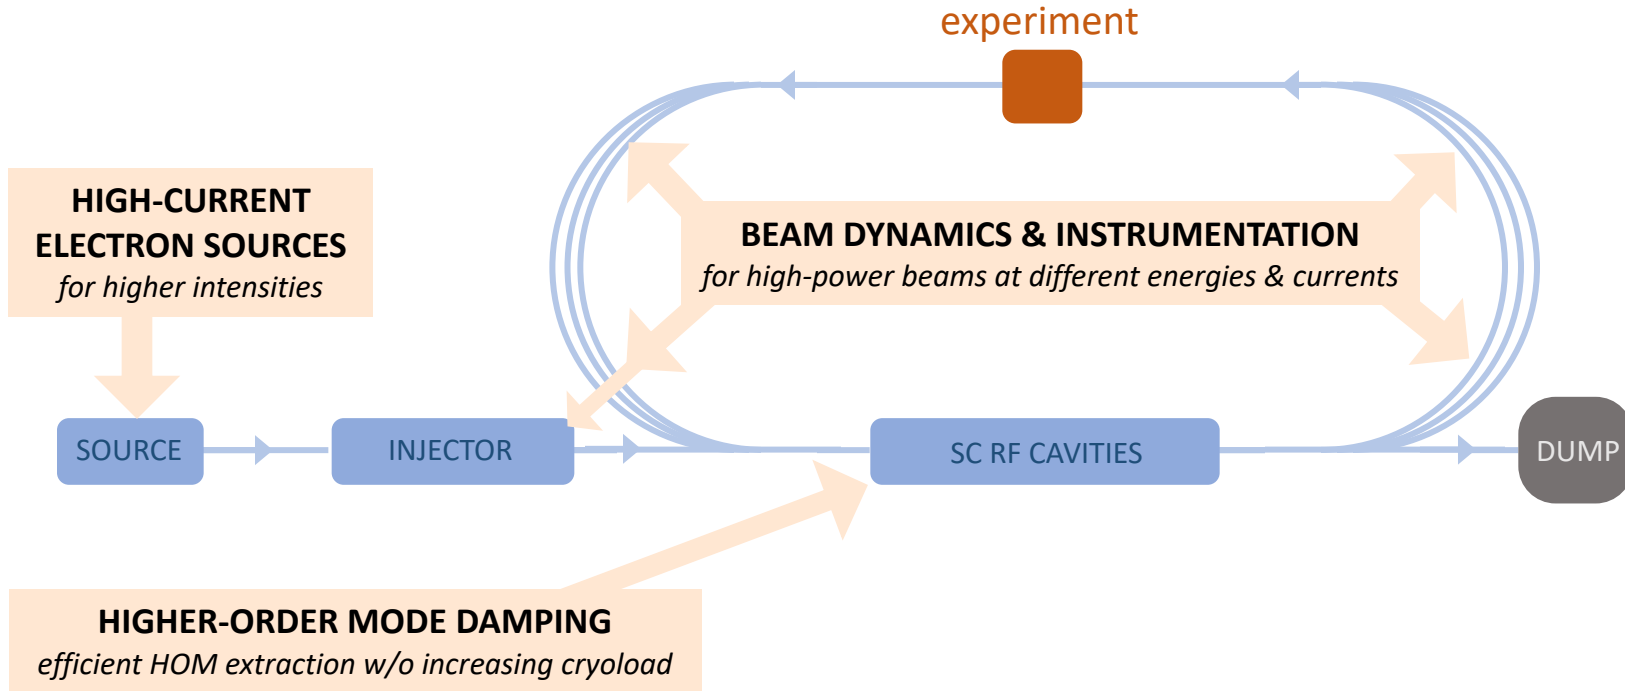 experiment
HIGH-CURRENT
ELECTRON SOURCES
for higher intensities
BEAM DYNAMICS & INSTRUMENTATION
for high-power beams at different energies & currents
SOURCE
INJECTOR
SC RF CAVITIES
DUMP
HIGHER-ORDER MODE DAMPING
efficient HOM extraction w/o increasing cryoload